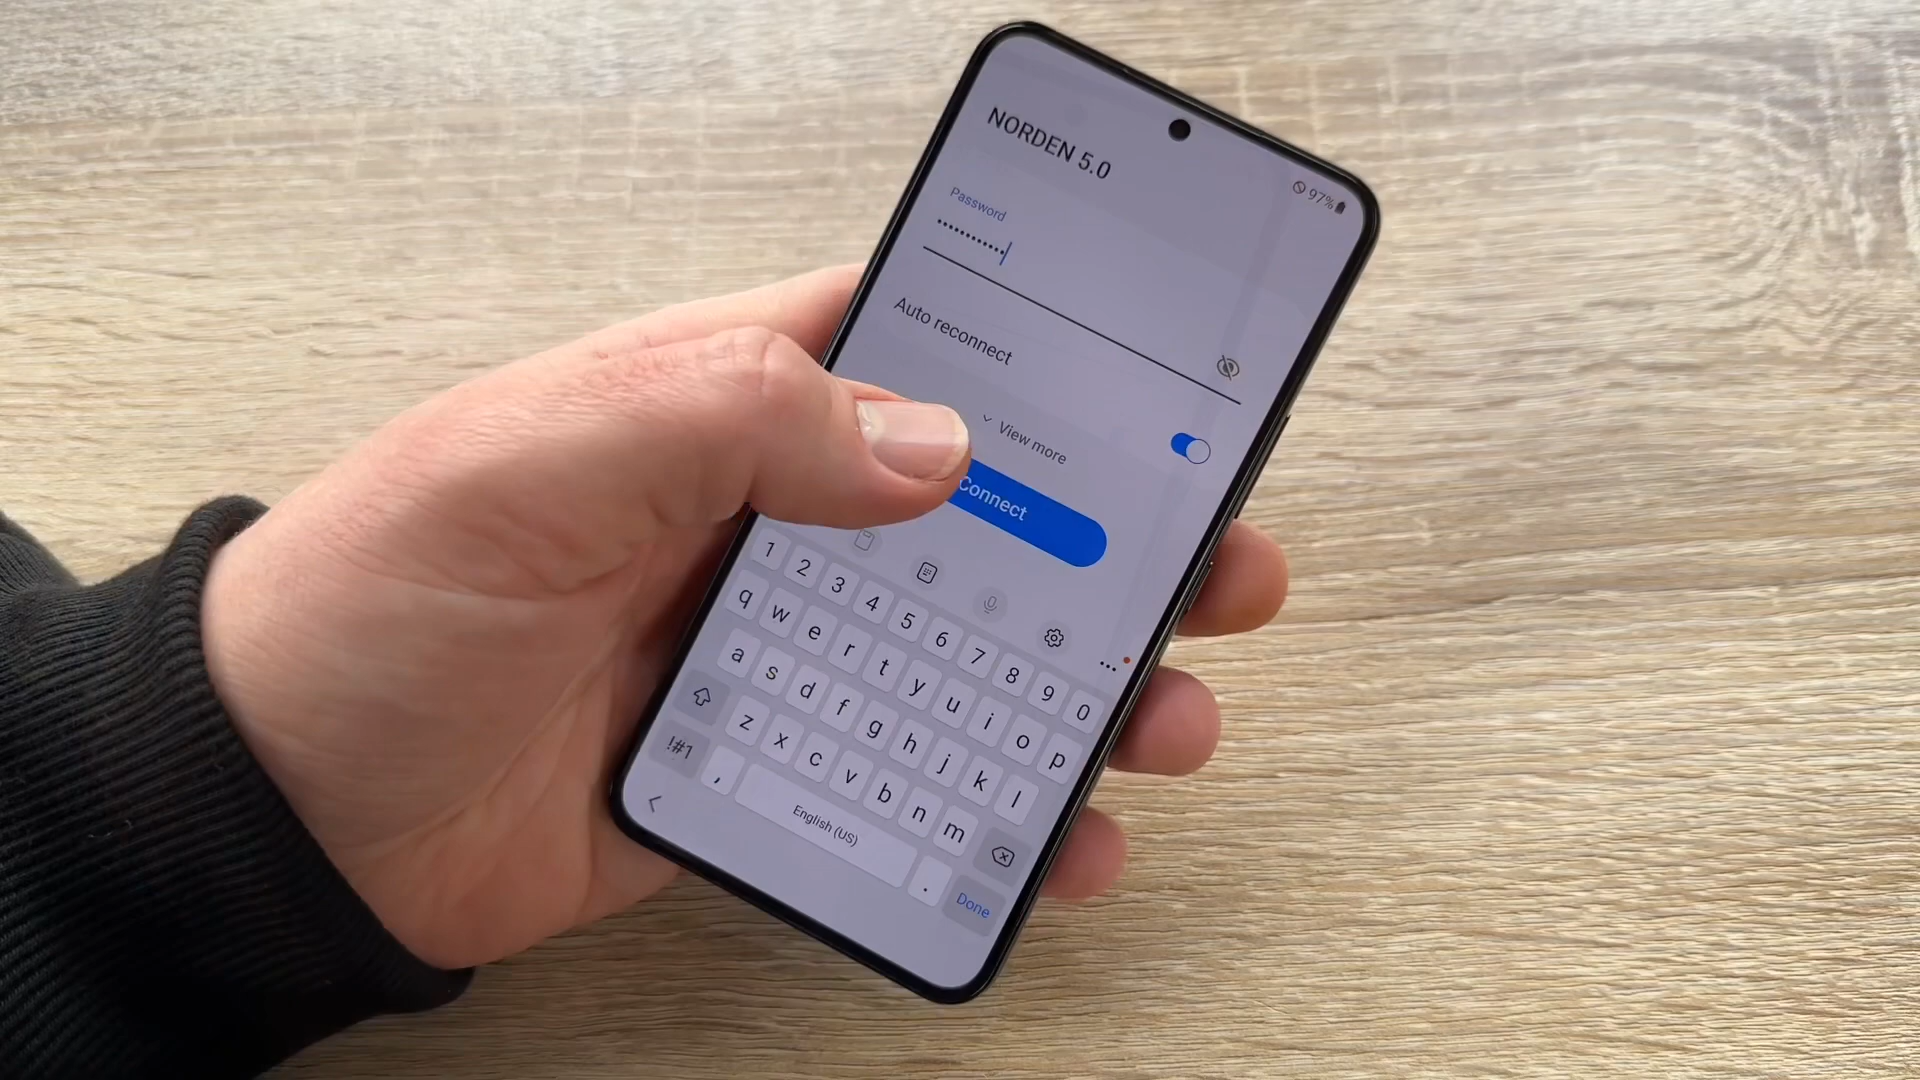 97%
NORDEN 5.0
Password
••••••••••••
Auto reconnect
View more
Connect
1 2 3 4 5 6 7 8 9 0
q w e r t y u i o p
a s d f g h j k l
z x c v b n m
!#1 , English (US) . Done